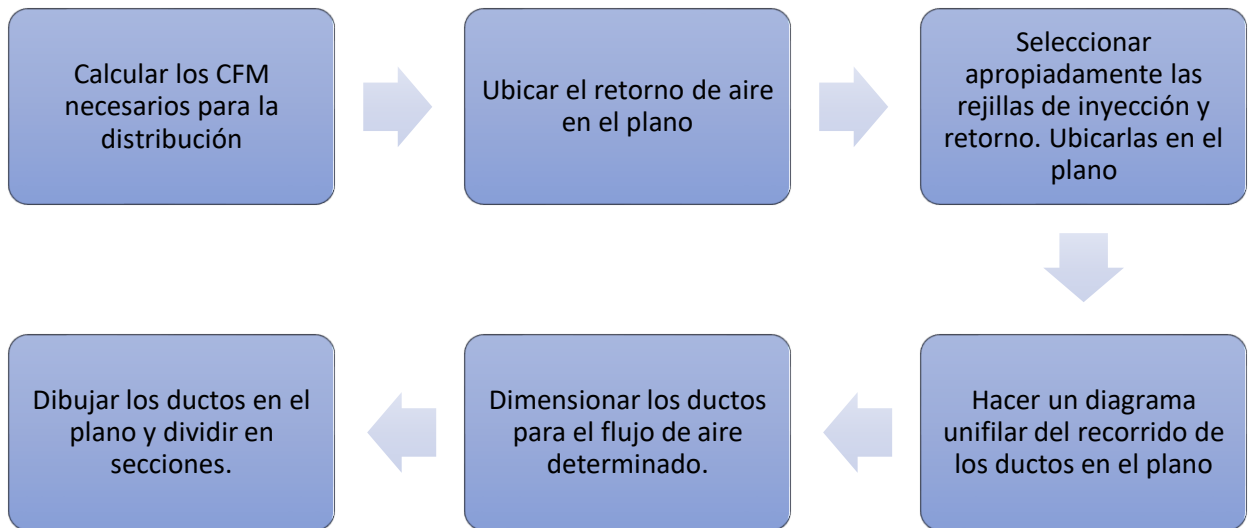 Calcular los CFM
necesarios para la
distribución
Ubicar el retorno de aire
en el plano
Seleccionar
apropiadamente las
rejillas de inyección y
retorno. Ubicarlas en el
plano
Hacer un diagrama
unifilar del recorrido de
los ductos en el plano
Dimensionar los ductos
para el flujo de aire
determinado.
Dibujar los ductos en el
plano y dividir en
secciones.